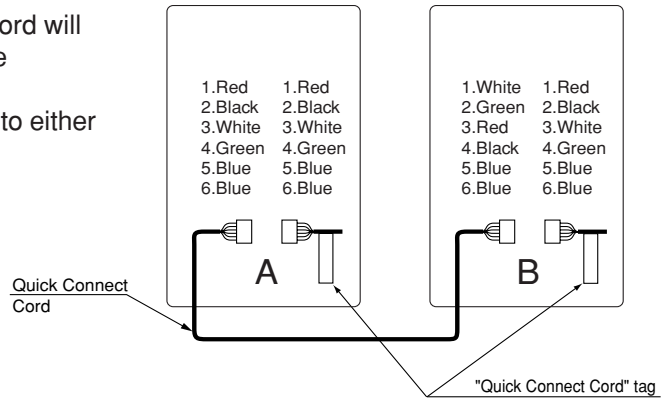 ord will
e
to either
1.Red 1.Red
2.Black 2.Black
3.White 3.White
4.Green 4.Green
5.Blue 5.Blue
6.Blue 6.Blue
A
1.White 1.Red
2.Green 2.Black
3.Red 3.White
4.Black 4.Green
5.Blue 5.Blue
6.Blue 6.Blue
B
Quick Connect
Cord
"Quick Connect Cord" tag